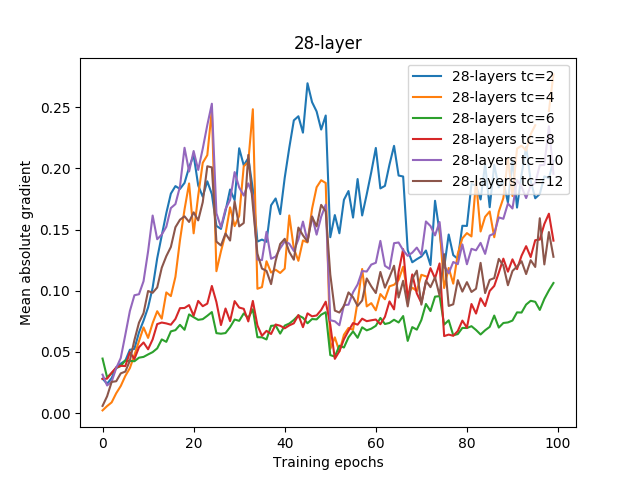 28-layer
28-layers tc=2
28-layers tc=4
28-layers tc=6
28-layers tc=8
28-layers tc=10
28-layers tc=12
Mean absolute gradient
0.25
0.20
0.15
0.10
0.05
0.00
0 20 40 60 80 100
Training epochs